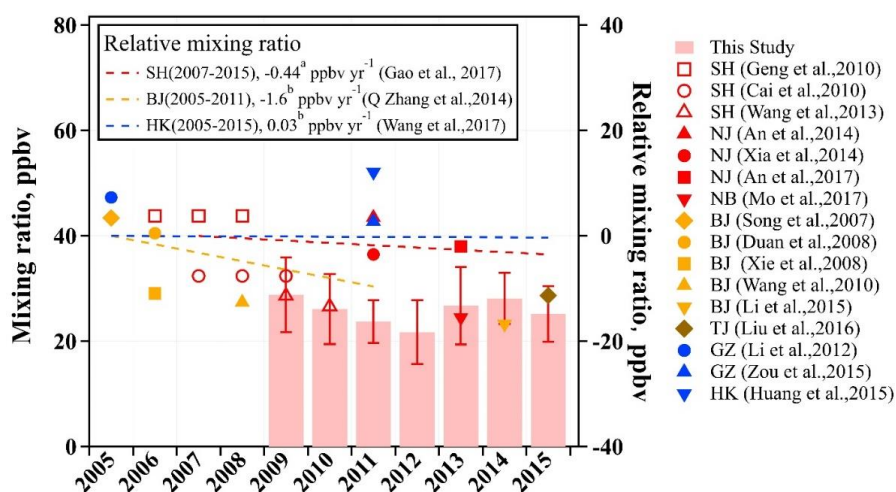 80
60
40
20
0
Mixing ratio, ppbv
Relative mixing ratio
SH(2007-2015), -0.44ᵃ ppbv yr⁻¹ (Gao et al., 2017)
BJ(2005-2011), -1.6ᵇ ppbv yr⁻¹(Q Zhang et al.,2014)
HK(2005-2015), 0.03ᵇ ppbv yr⁻¹ (Wang et al.,2017)
40
20
0
-20
-40
Relative mixing ratio, ppbv
2005
2006
2007
2008
2009
2010
2011
2012
2013
2014
2015
This Study
SH (Geng et al.,2010)
SH (Cai et al.,2010)
SH (Wang et al.,2013)
NJ (An et al.,2014)
NJ (Xia et al.,2014)
NJ (An et al.,2017)
NB (Mo et al.,2017)
BJ (Song et al.,2007)
BJ (Duan et al.,2008)
BJ (Xie et al.,2008)
BJ (Wang et al.,2010)
BJ (Li et al.,2015)
TJ (Liu et al.,2016)
GZ (Li et al.,2012)
GZ (Zou et al.,2015)
HK (Huang et al.,2015)